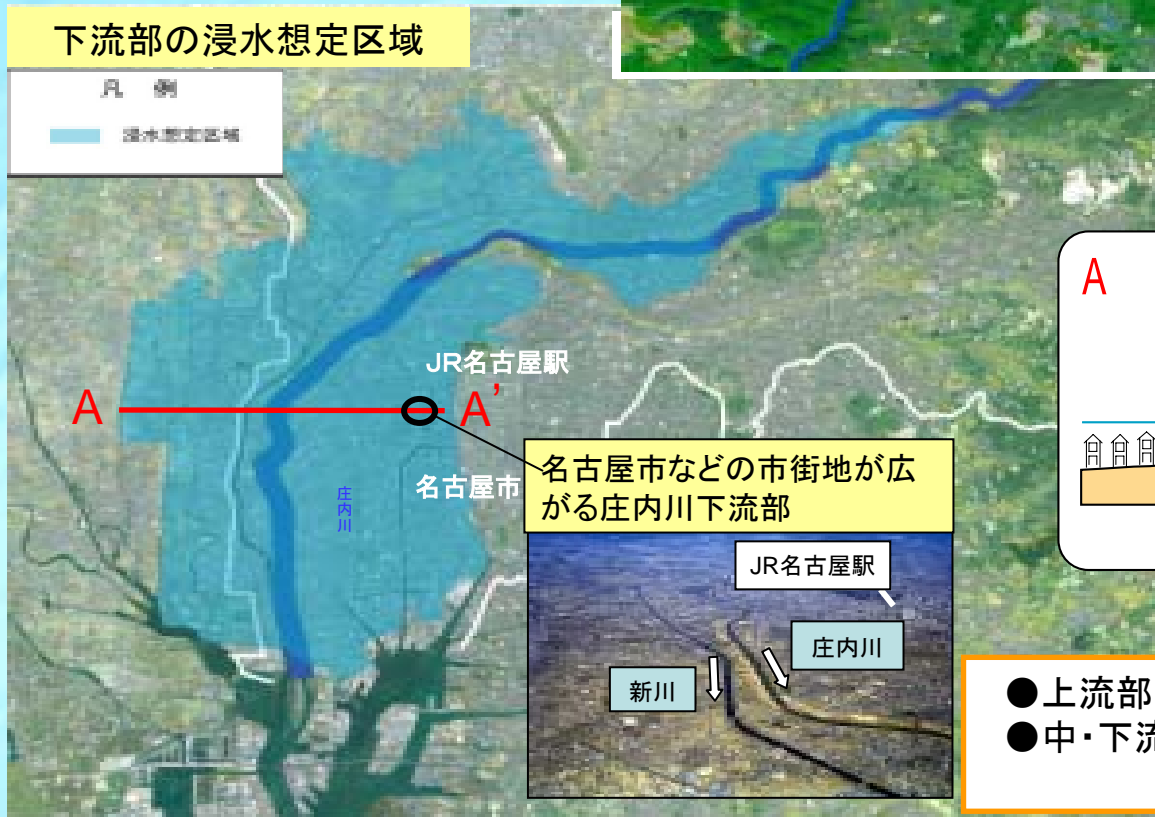 下流部の浸水想定区域
凡 例
浸水想定区域
A
JR名古屋駅
A
A’
名古屋市
庄内川
名古屋市などの市街地が広
がる庄内川下流部
JR名古屋駅
庄内川
新川
●上流部
●中・下流